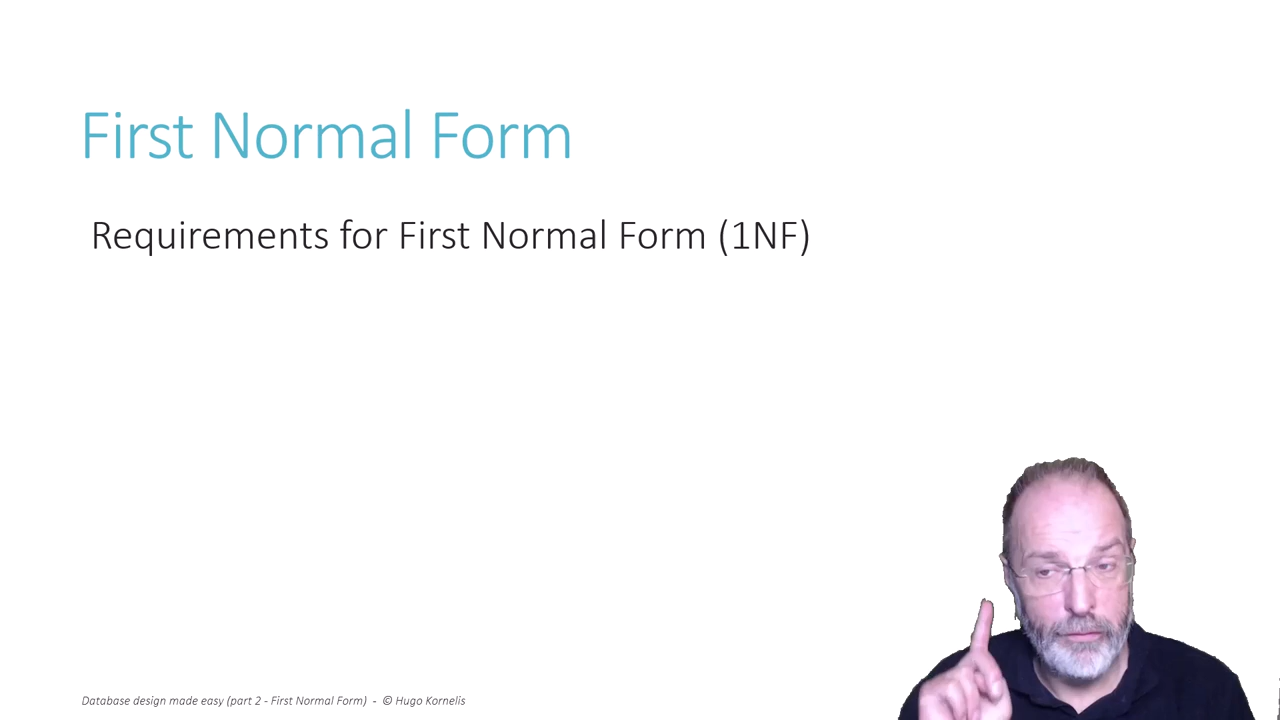 First Normal Form
Requirements for First Normal Form (1NF)
Database design made easy (part 2 - First Normal Form)  -  © Hugo Kornelis